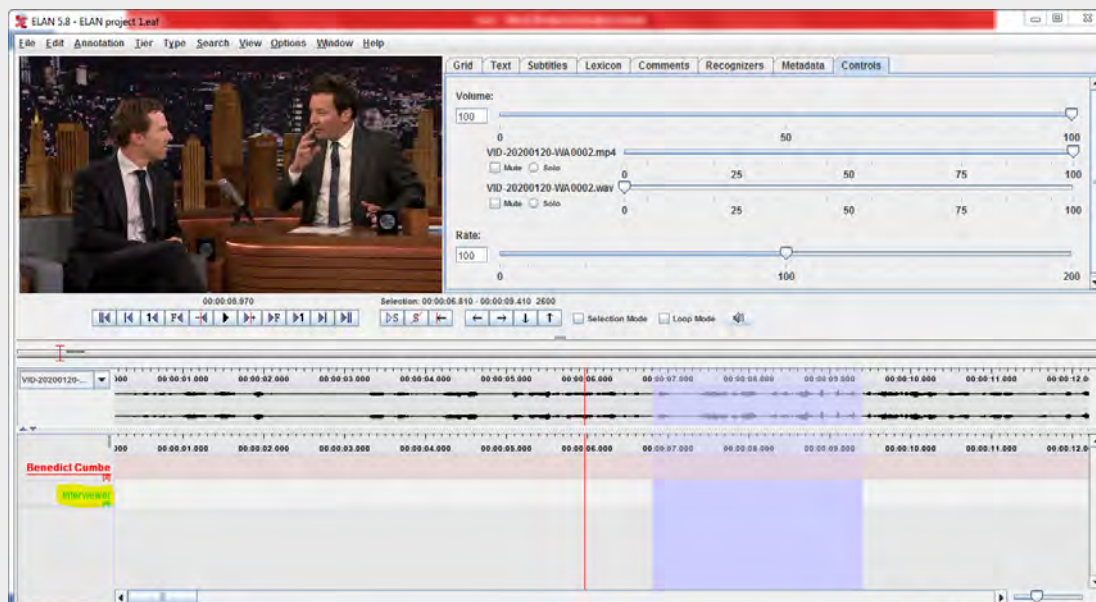 ELAN 5.8 - ELAN project 1.eaf
File Edit Annotation Tier Type Search View Options Window Help
Grid Text Subtitles Lexicon Comments Recognizers Metadata Controls
Volume:
100
0 50 100
VID-20200120-WA0002.mp4
Mute Solo
0 25 50 75 100
VID-20200120-WA0002.wav
Mute Solo
0 25 50 75 100
Rate:
100
0 100 200
00:00:05.970
Selection: 00:00:06.810 - 00:00:09.410 2600
Selection Mode Loop Mode
VID-20200120-...
000 00:00:01.000 00:00:02.000 00:00:03.000 00:00:04.000 00:00:05.000 00:00:06.000 00:00:07.000 00:00:08.000 00:00:09.000 00:00:10.000 00:00:11.000 00:00:12.0
000 00:00:01.000 00:00:02.000 00:00:03.000 00:00:04.000 00:00:05.000 00:00:06.000 00:00:07.000 00:00:08.000 00:00:09.000 00:00:10.000 00:00:11.000 00:00:12.0
Benedict Cumbe
Interviewer